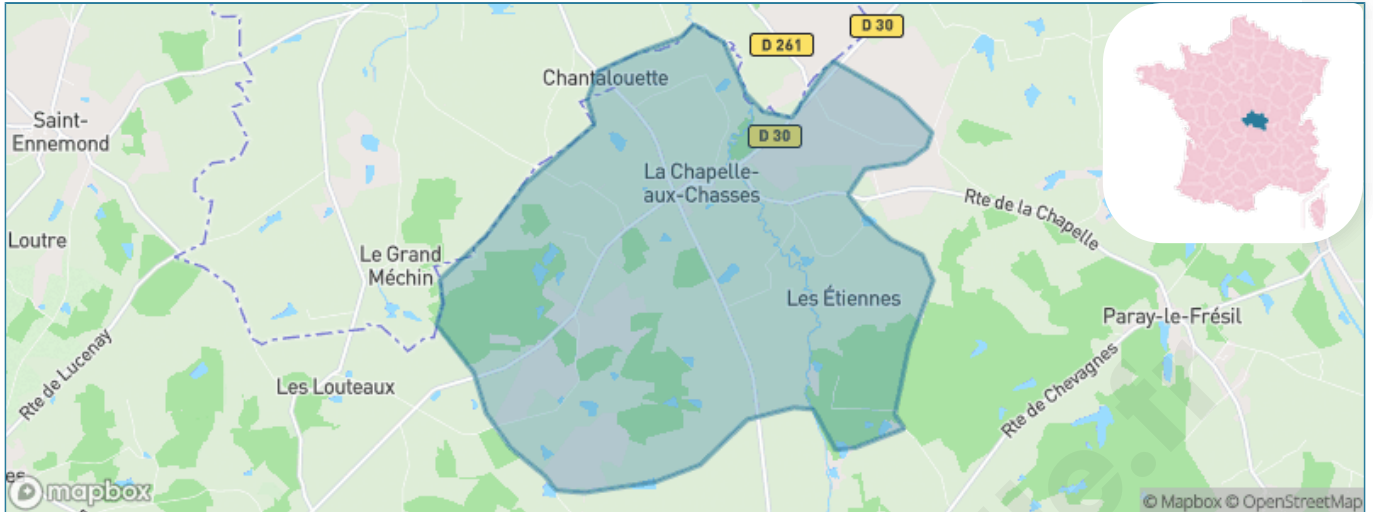 D 30
D 261
Chantalouette
Saint-
Ennemond
D 30
La Chapelle-
aux-Chasses
Rte de la Chapelle
Loutre
Le Grand
Méchin
Les Étiennes
Paray-le-Frésil
Rte de Lucenay
Les Louteaux
Rte de Chevagnes
mapbox
© Mapbox © OpenStreetMap